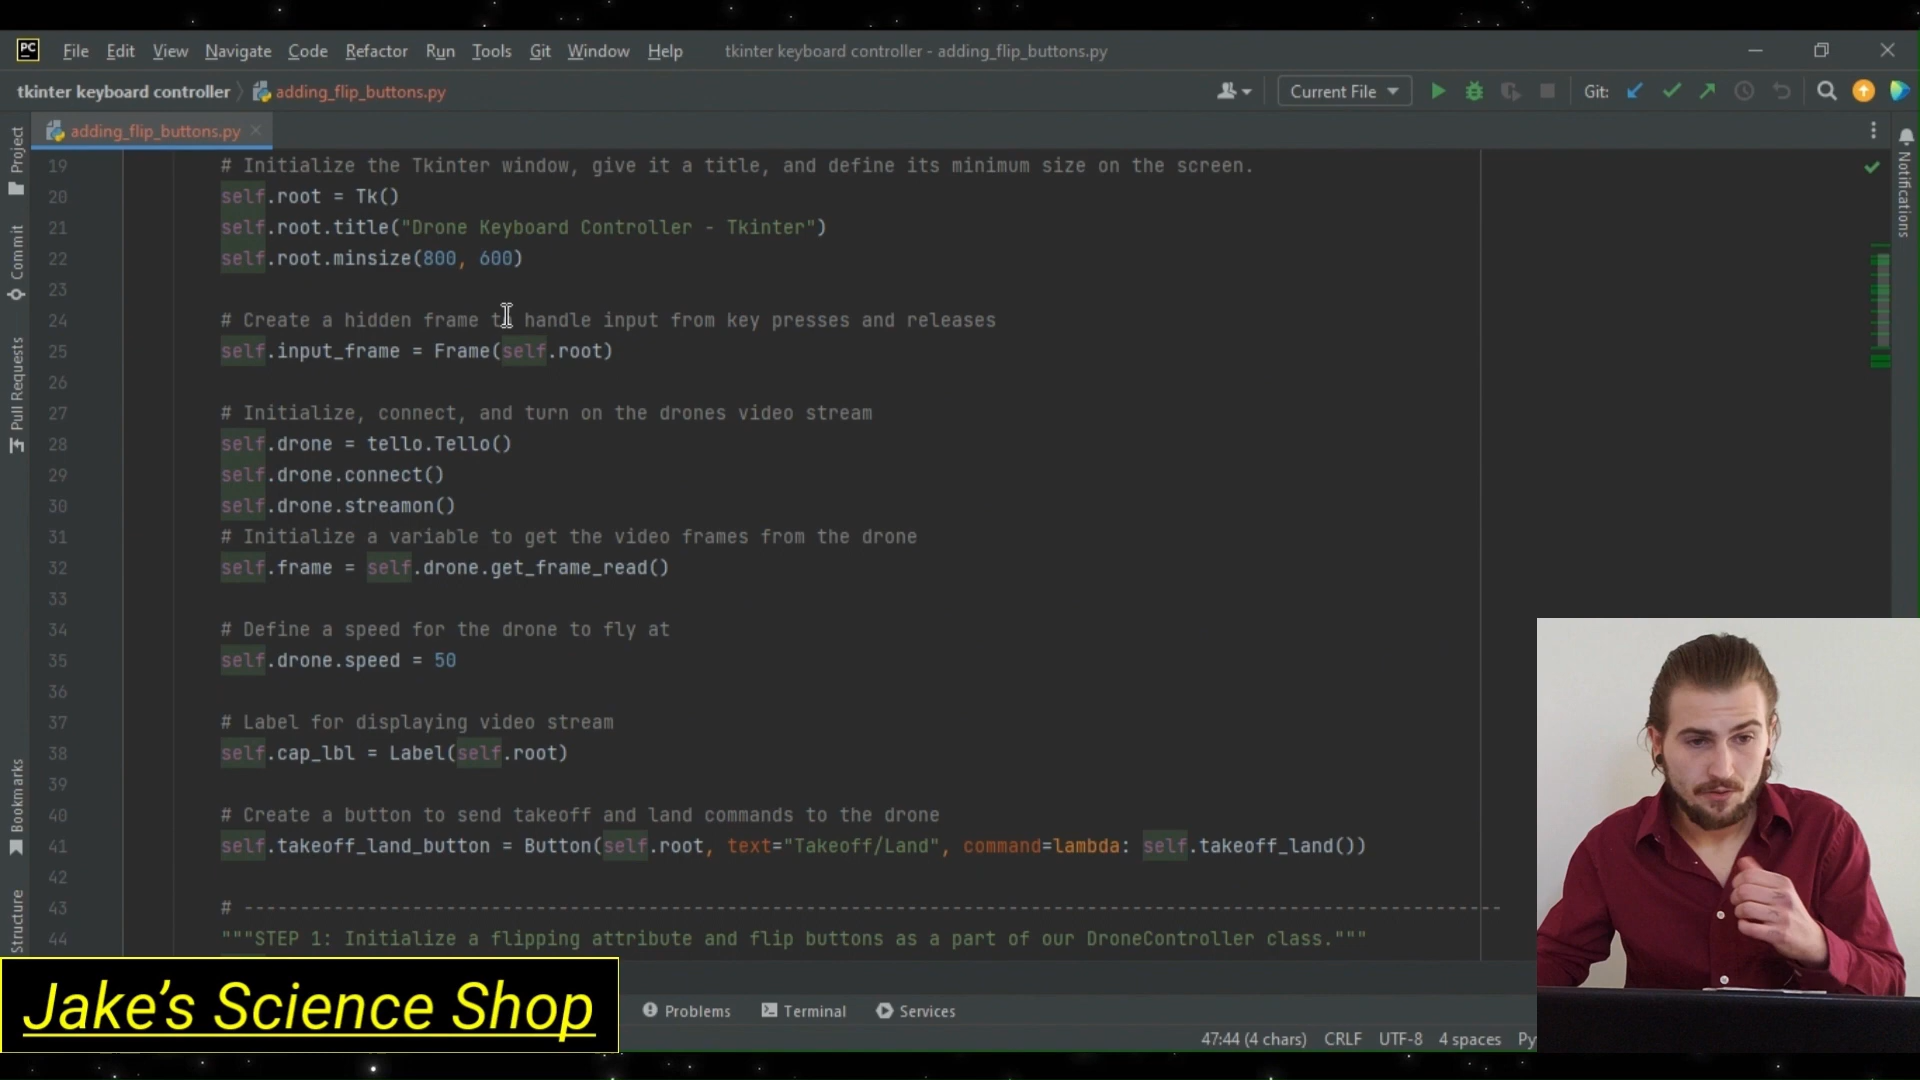 PC File Edit View Navigate Code Refactor Run Tools Git Window Help tkinter keyboard controller - adding_flip_buttons.py
tkinter keyboard controller adding_flip_buttons.py Current File Git:
adding_flip_buttons.py
Project
Commit
Pull Requests
Bookmarks
Structure
Notifications
19 # Initialize the Tkinter window, give it a title, and define its minimum size on the screen.
20 self.root = Tk()
21 self.root.title("Drone Keyboard Controller - Tkinter")
22 self.root.minsize(800, 600)
23
24 # Create a hidden frame to handle input from key presses and releases
25 self.input_frame = Frame(self.root)
26
27 # Initialize, connect, and turn on the drones video stream
28 self.drone = tello.Tello()
29 self.drone.connect()
30 self.drone.streamon()
31 # Initialize a variable to get the video frames from the drone
32 self.frame = self.drone.get_frame_read()
33
34 # Define a speed for the drone to fly at
35 self.drone.speed = 50
36
37 # Label for displaying video stream
38 self.cap_lbl = Label(self.root)
39
40 # Create a button to send takeoff and land commands to the drone
41 self.takeoff_land_button = Button(self.root, text="Takeoff/Land", command=lambda: self.takeoff_land())
42
43 # ----------------------------------------------------------------------------------------------------------------
44 """STEP 1: Initialize a flipping attribute and flip buttons as a part of our DroneController class."""
Jake's Science Shop
Problems Terminal Services
47:44 (4 chars) CRLF UTF-8 4 spaces Py